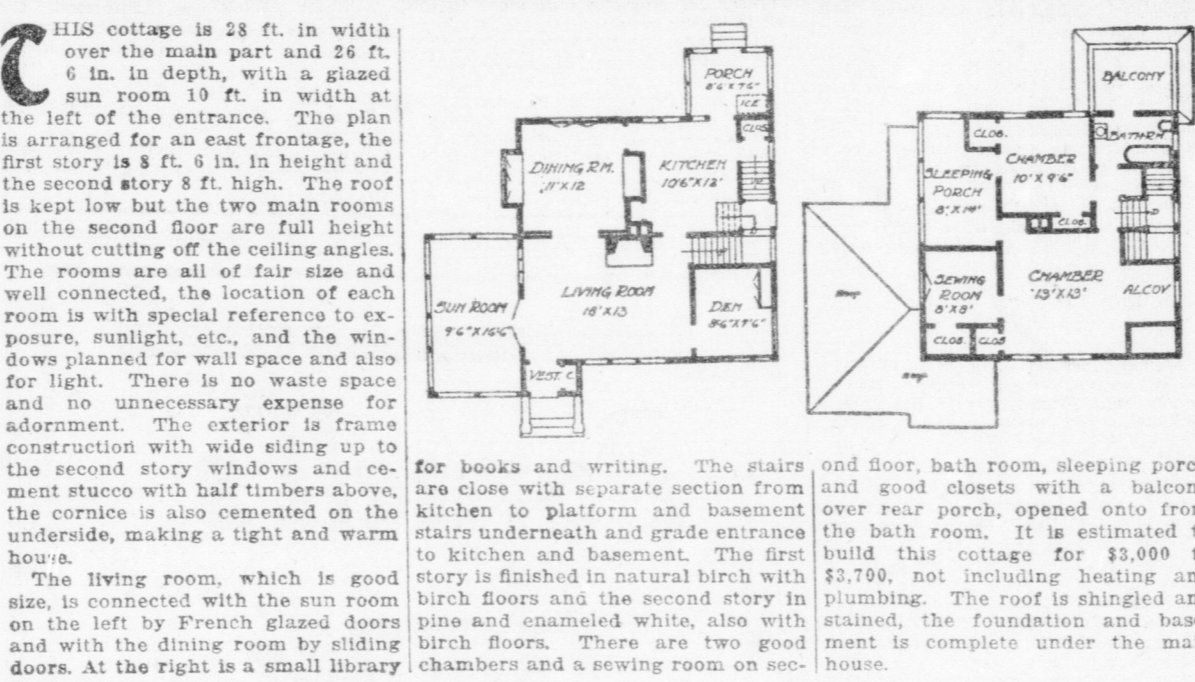 THIS cottage is 28 ft. in width
over the main part and 26 ft.
6 in. in depth, with a glazed
sun room 10 ft. in width at
the left of the entrance. The plan
is arranged for an east frontage, the
first story is 8 ft. 6 in. in height and
the second story 8 ft. high. The roof
is kept low but the two main rooms
on the second floor are full height
without cutting off the ceiling angles.
The rooms are all of fair size and
well connected, the location of each
room is with special reference to ex-
posure, sunlight, etc., and the win-
dows planned for wall space and also
for light. There is no waste space
and no unnecessary expense for
adornment. The exterior is frame
construction with wide siding up to
the second story windows and ce-
ment stucco with half timbers above,
the cornice is also cemented on the
underside, making a tight and warm
house.
The living room, which is good
size, is connected with the sun room
on the left by French glazed doors
and with the dining room by sliding
doors. At the right is a small library
PORCH
8'6"X7'6"
ICE
CLOS
DINING RM.
11'X12
KITCHEN
10'6"X12'
SUN ROOM
9'6"X16'6"
LIVING ROOM
18'X13
DEN
8'6"X9'6"
VEST. C.
BALCONY
CLOS.
BATHRM
CHAMBER
10'X9'6"
SLEEPING
PORCH
8'X14'
CLOS.
D
SEWING
ROOM
8'X8'
CHAMBER
13'X13'
ALCOV
CLOS.
CLOS
for books and writing. The stairs
are close with separate section from
kitchen to platform and basement
stairs underneath and grade entrance
to kitchen and basement. The first
story is finished in natural birch with
birch floors and the second story in
pine and enameled white, also with
birch floors. There are two good
chambers and a sewing room on sec-
ond floor, bath room, sleeping porc
and good closets with a balcon
over rear porch, opened onto from
the bath room. It is estimated t
build this cottage for $3,000 t
$3,700, not including heating an
plumbing. The roof is shingled an
stained, the foundation and base
ment is complete under the mai
house.